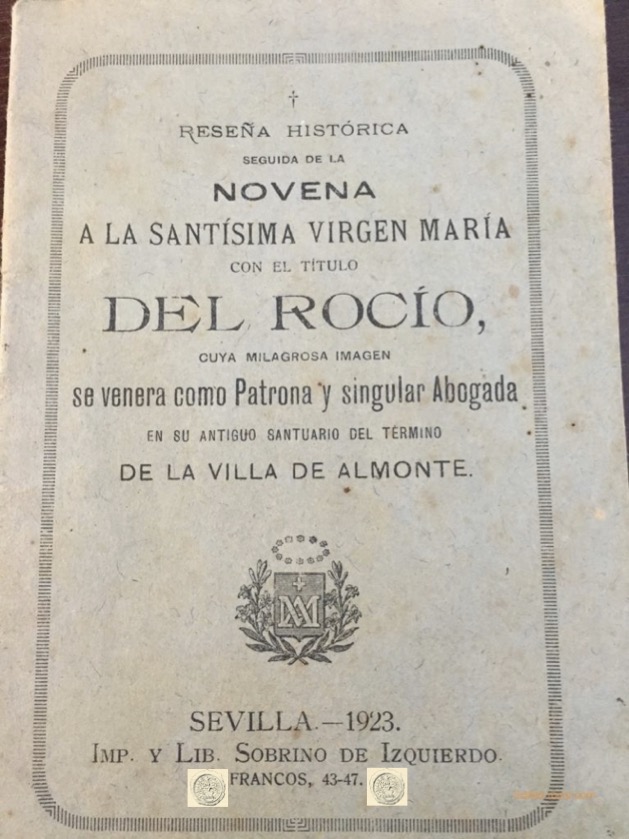 RESEÑA HISTÓRICA
SEGUIDA DE LA
NOVENA
A LA SANTÍSIMA VIRGEN MARÍA
CON EL TÍTULO
DEL ROCÍO,
CUYA MILAGROSA IMAGEN
se venera como Patrona y singular Abogada
EN SU ANTIGUO SANTUARIO DEL TÉRMINO
DE LA VILLA DE ALMONTE.
SEVILLA.—1923.
IMP. Y LIB. SOBRINO DE IZQUIERDO.
FRANCOS, 43-47.